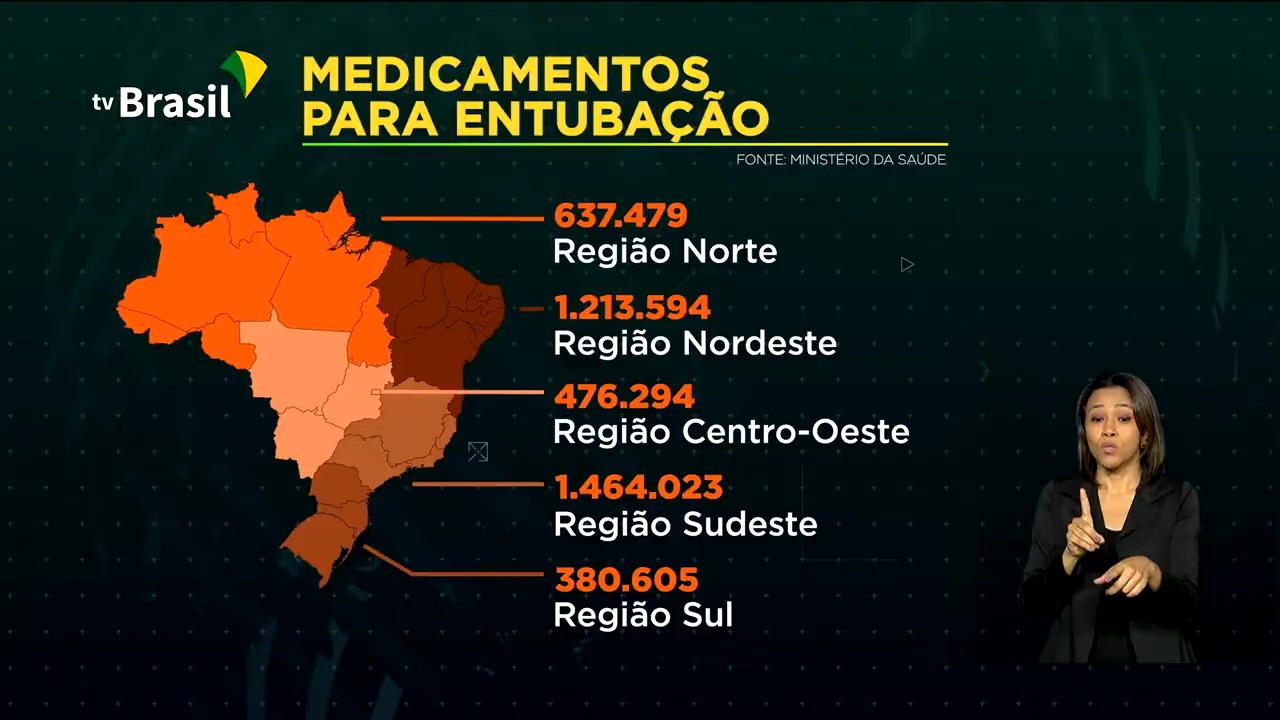 tv Brasil
MEDICAMENTOS
PARA ENTUBAÇÃO
FONTE: MINISTÉRIO DA SAÚDE
637.479
Região Norte
1.213.594
Região Nordeste
476.294
Região Centro-Oeste
1.464.023
Região Sudeste
380.605
Região Sul